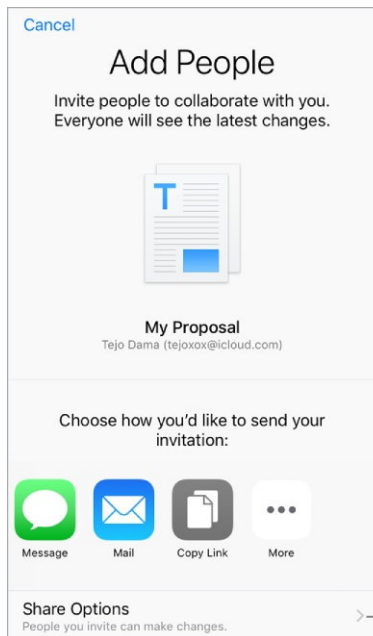 Cancel
Add People
Invite people to collaborate with you.
Everyone will see the latest changes.
T
My Proposal
Tejo Dama (tejoxox@icloud.com)
Choose how you'd like to send your
invitation:
Message Mail Copy Link More
Share Options
People you invite can make changes.